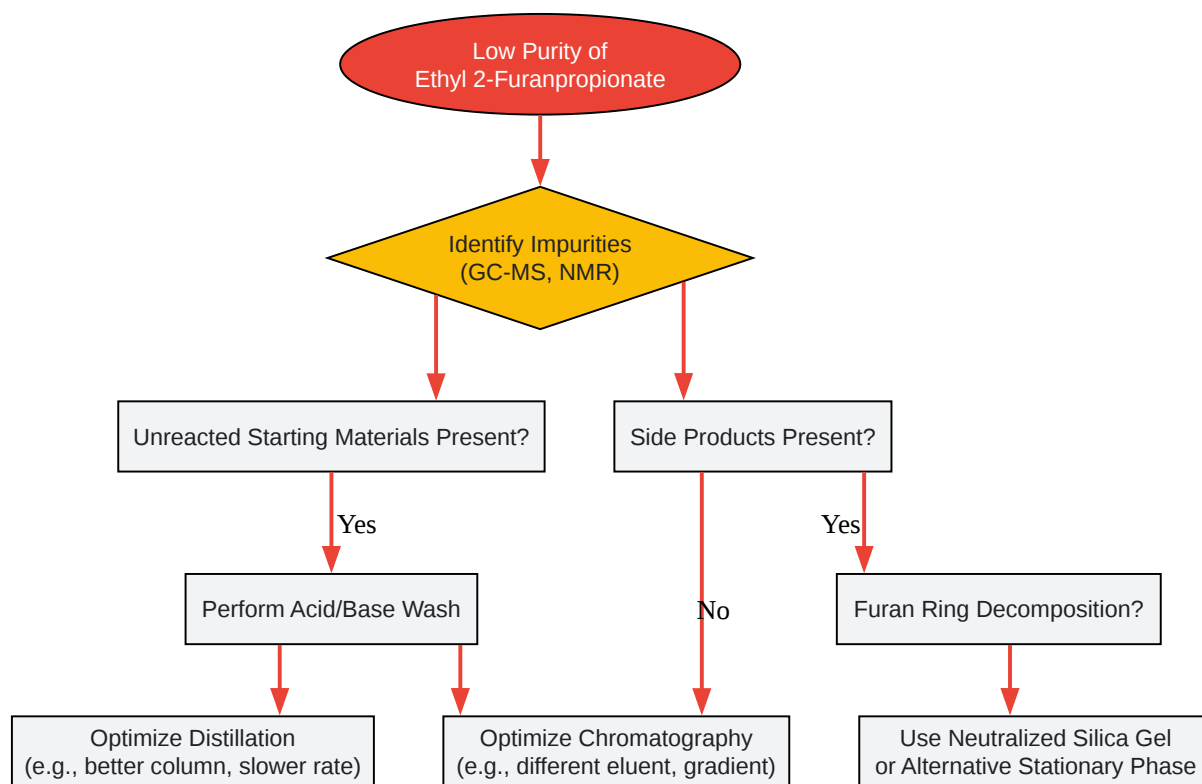 Low Purity of
Ethyl 2-Furanpropionate
Identify Impurities
(GC-MS, NMR)
Unreacted Starting Materials Present?
Side Products Present?
Yes
Yes
Perform Acid/Base Wash
No
Furan Ring Decomposition?
Optimize Distillation
(e.g., better column, slower rate)
Optimize Chromatography
(e.g., different eluent, gradient)
Use Neutralized Silica Gel
or Alternative Stationary Phase